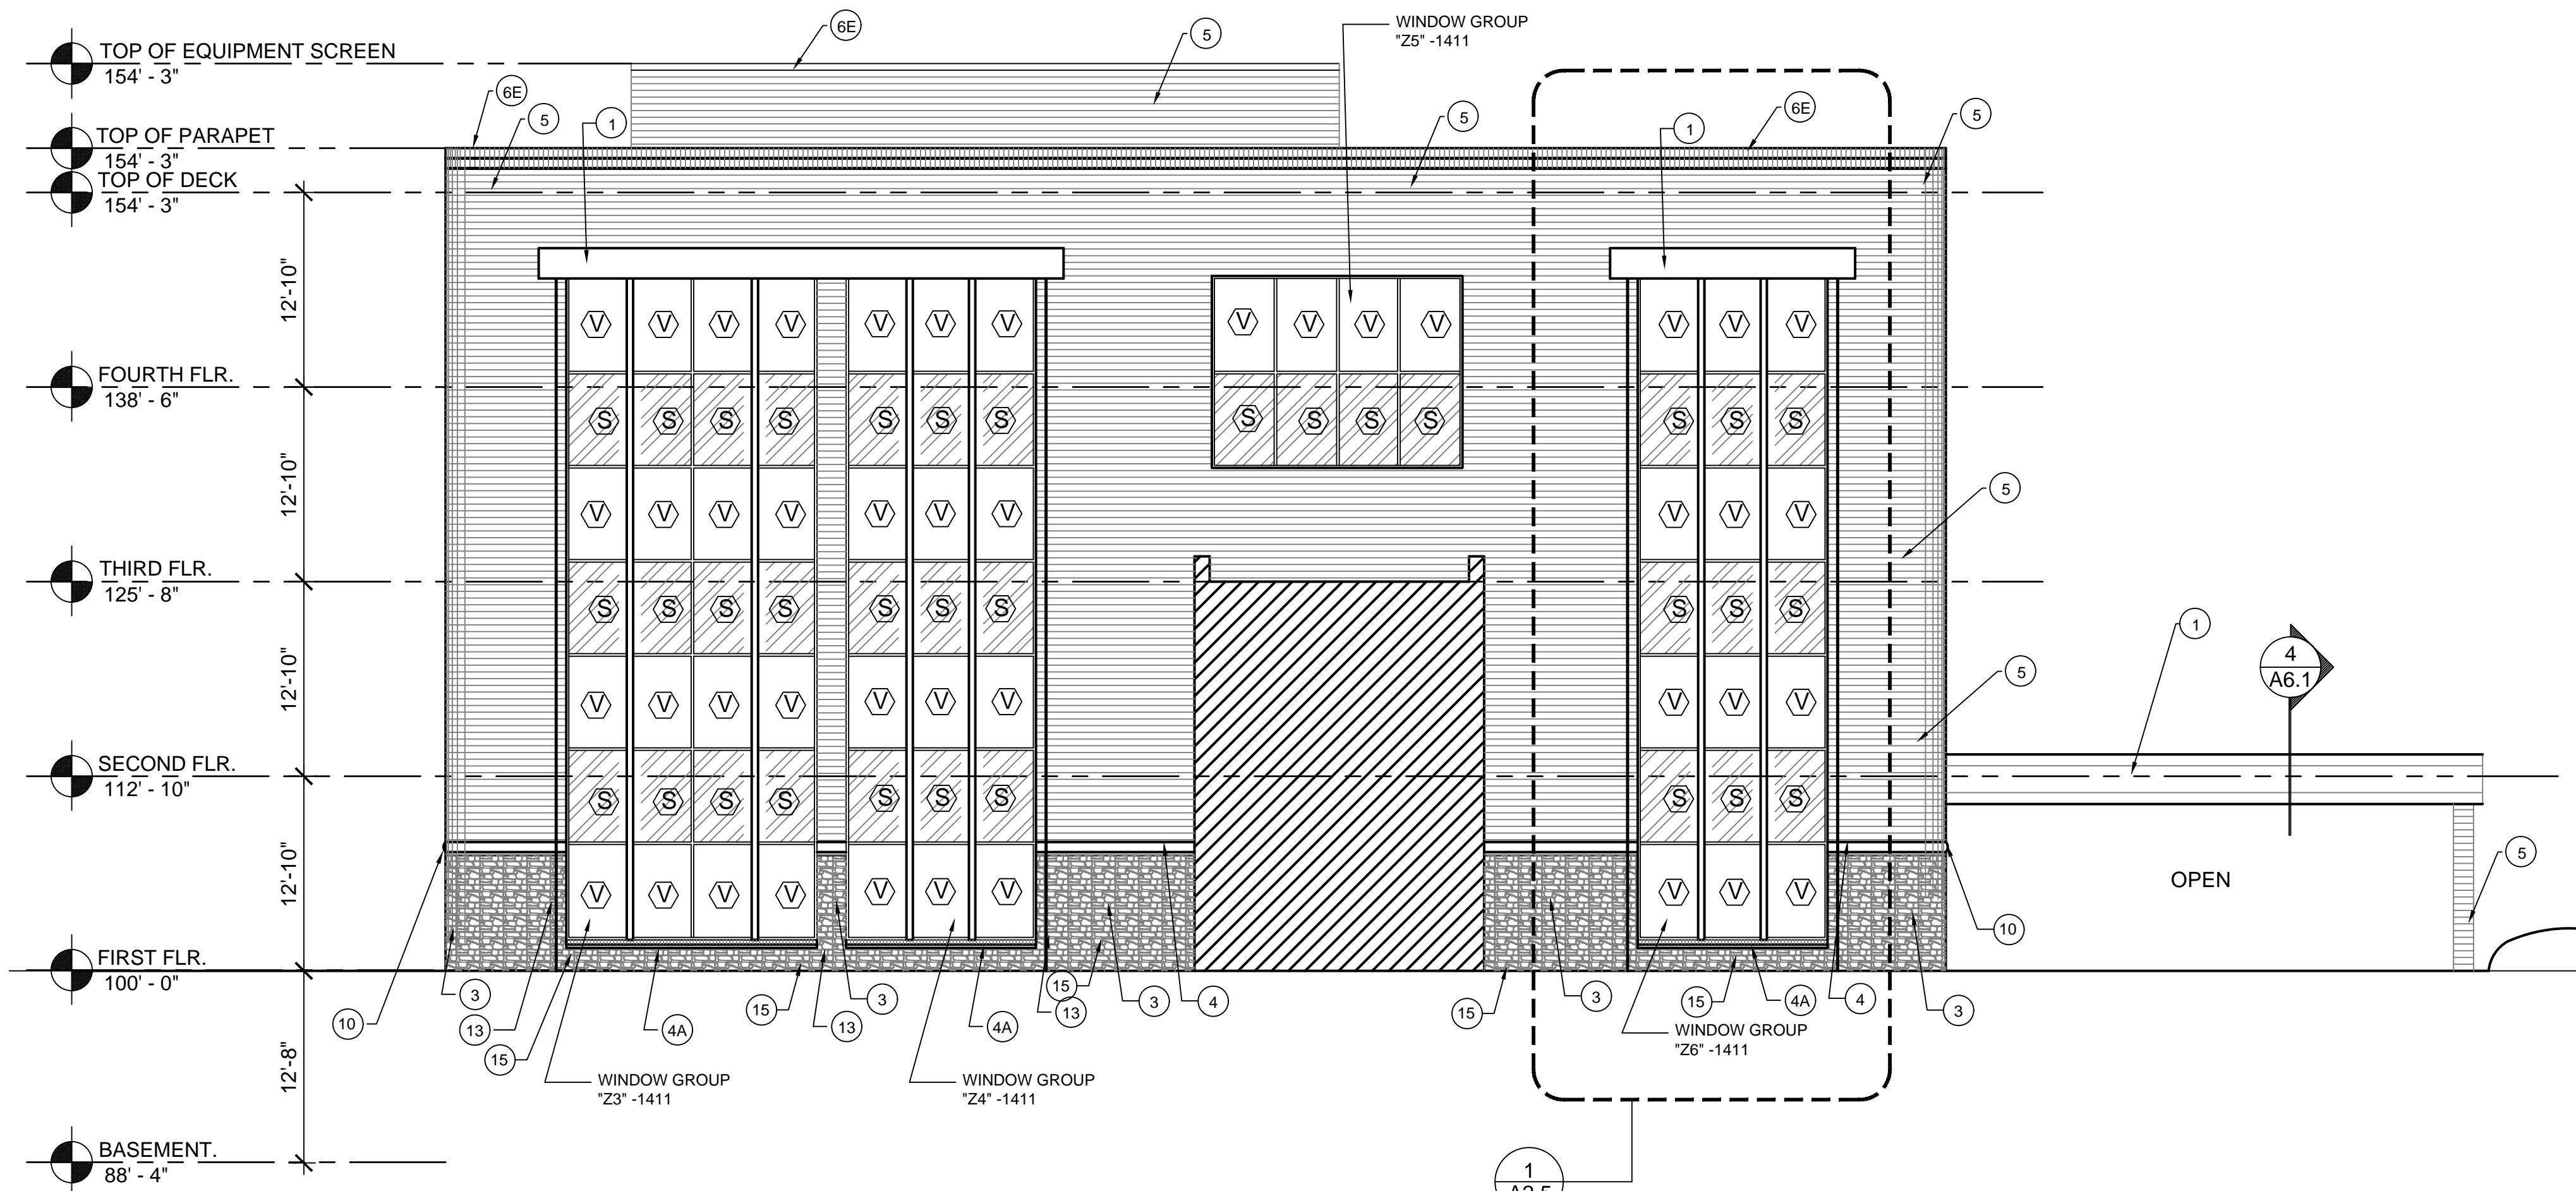 6E
5
WINDOW GROUP
"Z5" -1411
TOP OF EQUIPMENT SCREEN
154' - 3"
6E
5
1
5
1
6E
5
TOP OF PARAPET
154' - 3"
TOP OF DECK
154' - 3"
12'-10"
V V V V V V V V V V V V V V
FOURTH FLR.
138' - 6"
S S S S S S S S S S S S S S
12'-10"
V V V V V V V V V V
5
THIRD FLR.
125' - 8"
S S S S S S S S S S
1
4
A6.1
5
12'-10"
V V V V V V V V V V
SECOND FLR.
112' - 10"
S S S S S S S S S S
5
12'-10"
V V V V V V V V V V
OPEN
10
FIRST FLR.
100' - 0"
3
15
3
3
4
3
15
4A
4
3
15
13
15
10
13
4A
13
4A
15
WINDOW GROUP
"Z6" -1411
12'-8"
WINDOW GROUP
"Z3" -1411
WINDOW GROUP
"Z4" -1411
BASEMENT.
88' - 4"
1